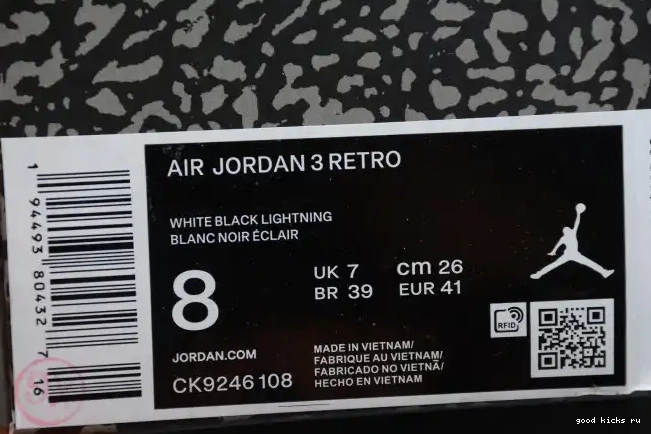 AIR JORDAN 3 RETRO
WHITE BLACK LIGHTNING
BLANC NOIR ÉCLAIR
8
UK 7 cm 26
BR 39 EUR 41
RFID
JORDAN.COM
CK9246 108
MADE IN VIETNAM/
FABRIQUE AU VIETNAM/
FABRICADO NO VIETNÃ/
HECHO EN VIETNAM
1 94493 80432 7
16
good kicks ru